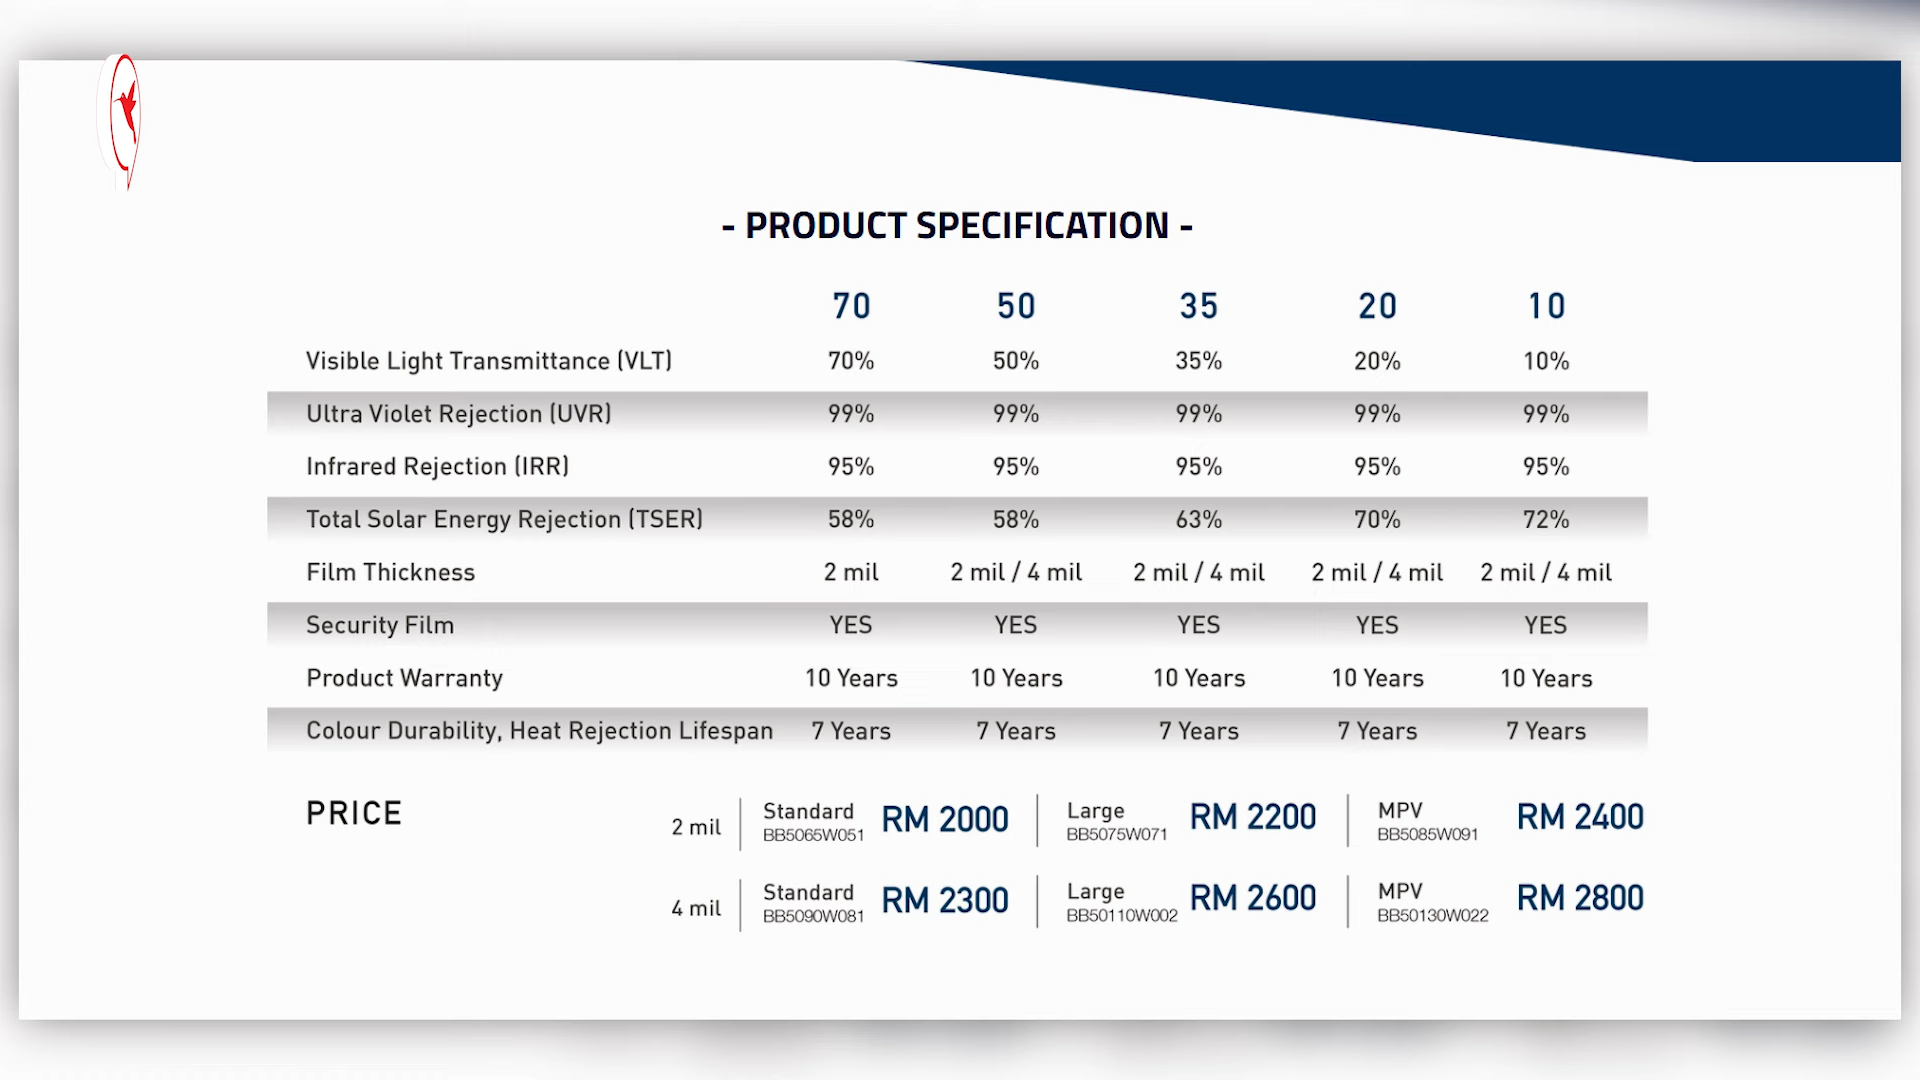 - PRODUCT SPECIFICATION -
70 50 35 20 10
Visible Light Transmittance (VLT) 70% 50% 35% 20% 10%
Ultra Violet Rejection (UVR) 99% 99% 99% 99% 99%
Infrared Rejection (IRR) 95% 95% 95% 95% 95%
Total Solar Energy Rejection (TSER) 58% 58% 63% 70% 72%
Film Thickness 2 mil 2 mil / 4 mil 2 mil / 4 mil 2 mil / 4 mil 2 mil / 4 mil
Security Film YES YES YES YES YES
Product Warranty 10 Years 10 Years 10 Years 10 Years 10 Years
Colour Durability, Heat Rejection Lifespan 7 Years 7 Years 7 Years 7 Years 7 Years
PRICE
2 mil
Standard
BB5065W051
RM 2000
Large
BB5075W071
RM 2200
MPV
BB5085W091
RM 2400
4 mil
Standard
BB5090W081
RM 2300
Large
BB50110W002
RM 2600
MPV
BB50130W022
RM 2800